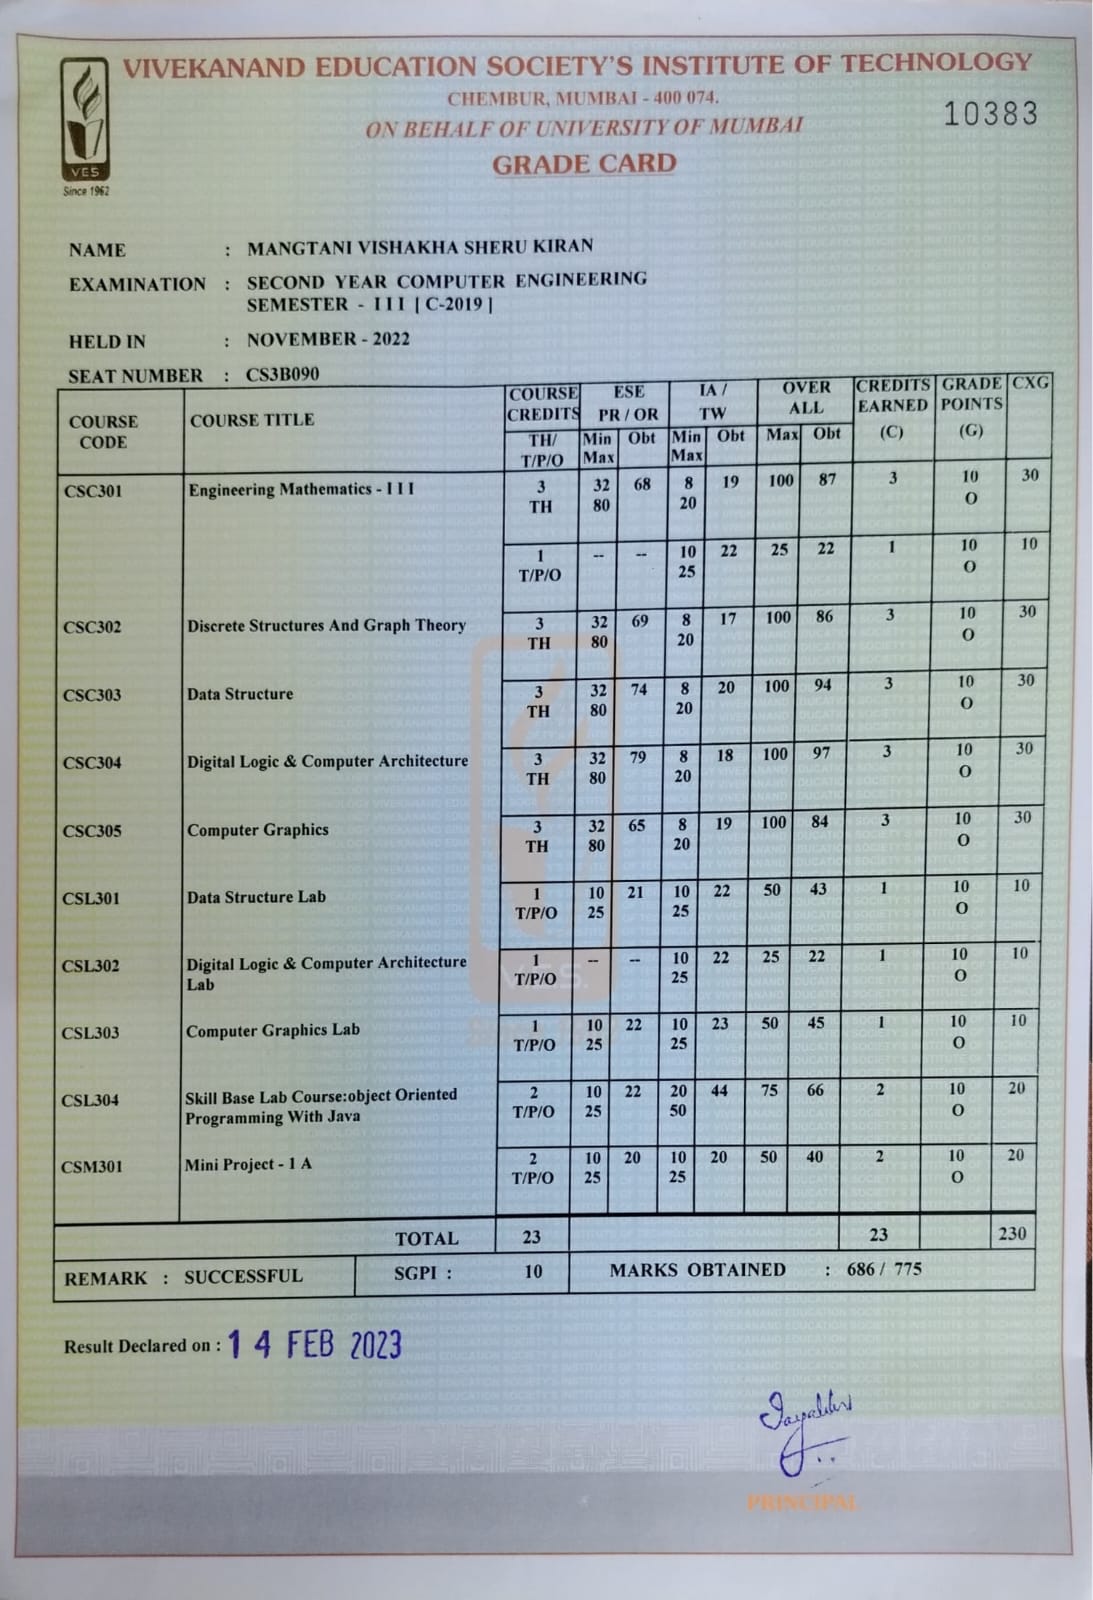 VIVEKANAND EDUCATION SOCIETY'S INSTITUTE OF TECHNOLOGY
CHEMBUR, MUMBAI - 400 074.
10383
ON BEHALF OF UNIVERSITY OF MUMBAI
GRADE CARD
VES
Since 1962
NAME : MANGTANI VISHAKHA SHERU KIRAN
EXAMINATION : SECOND YEAR COMPUTER ENGINEERING
SEMESTER - I I I [ C-2019 ]
HELD IN : NOVEMBER - 2022
SEAT NUMBER : CS3B090
COURSE CODE COURSE TITLE COURSE CREDITS ESE PR / OR IA / TW OVER ALL CREDITS EARNED (C) GRADE POINTS (G) CXG
TH/ T/P/O Min Max Obt Min Max Obt Max Obt
CSC301 Engineering Mathematics - I I I 3 32 68 8 19 100 87 3 10 30
TH 80 20 O
1 -- -- 10 22 25 22 1 10 10
T/P/O 25 O
CSC302 Discrete Structures And Graph Theory 3 32 69 8 17 100 86 3 10 30
TH 80 20 O
CSC303 Data Structure 3 32 74 8 20 100 94 3 10 30
TH 80 20 O
CSC304 Digital Logic & Computer Architecture 3 32 79 8 18 100 97 3 10 30
TH 80 20 O
CSC305 Computer Graphics 3 32 65 8 19 100 84 3 10 30
TH 80 20 O
CSL301 Data Structure Lab 1 10 21 10 22 50 43 1 10 10
T/P/O 25 25 O
CSL302 Digital Logic & Computer Architecture 1 -- -- 10 22 25 22 1 10 10
Lab T/P/O 25 O
CSL303 Computer Graphics Lab 1 10 22 10 23 50 45 1 10 10
T/P/O 25 25 O
CSL304 Skill Base Lab Course:object Oriented 2 10 22 20 44 75 66 2 10 20
Programming With Java T/P/O 25 50 O
CSM301 Mini Project - 1 A 2 10 20 10 20 50 40 2 10 20
T/P/O 25 25 O
TOTAL 23 23 230
REMARK : SUCCESSFUL SGPI : 10 MARKS OBTAINED : 686 / 775
Result Declared on : 14 FEB 2023
PRINCIPAL